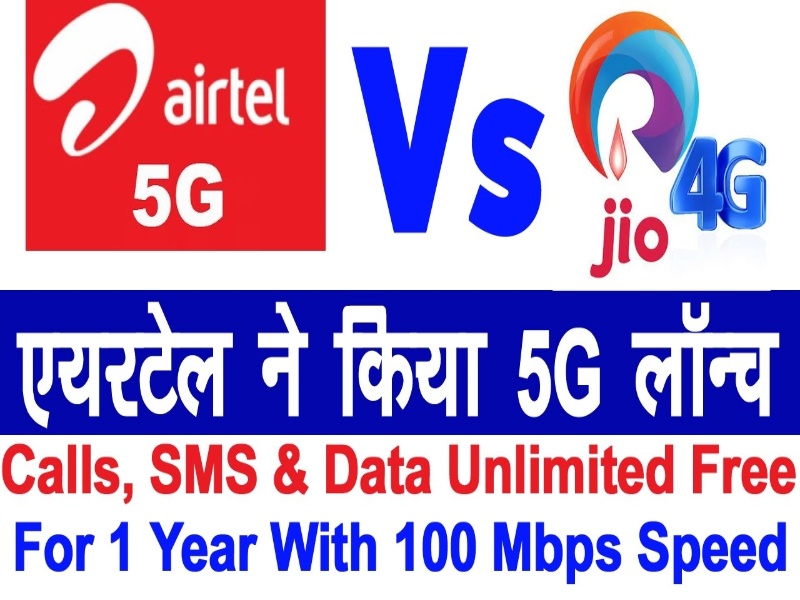 airtel
5G
Vs
4G
jio
एयरटेल ने किया 5G लॉन्च
Calls, SMS & Data Unlimited Free
For 1 Year With 100 Mbps Speed